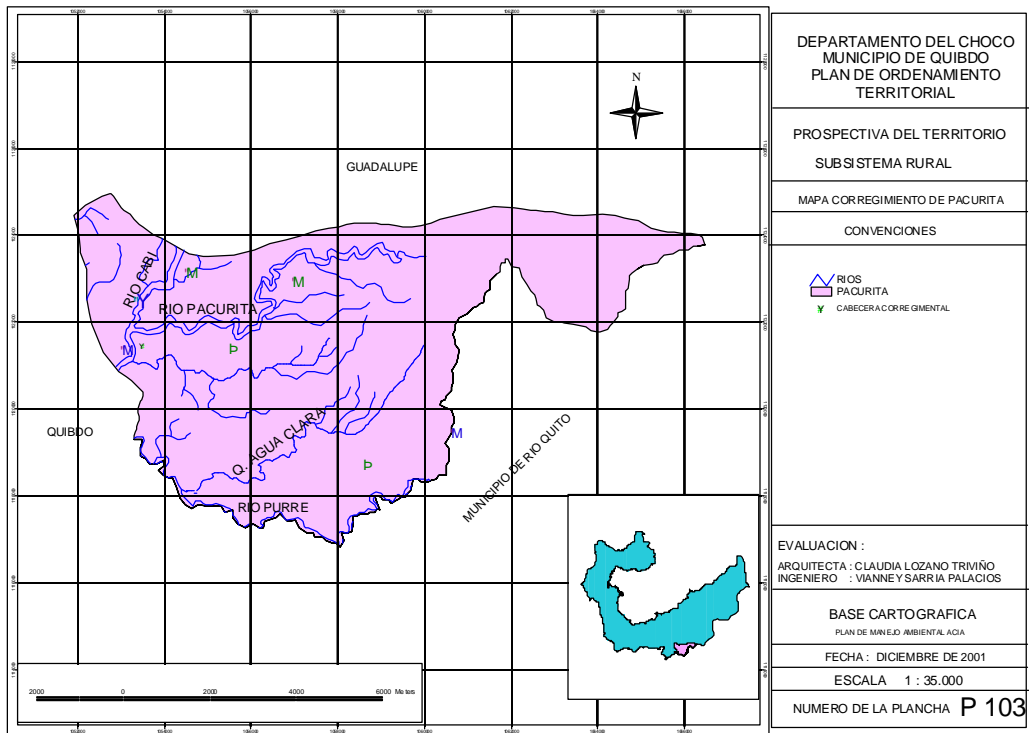 N
GUADALUPE
RIO CABI
'M
'M
RIO PACURITA
'M
Y
Þ
QUIBDO
Q. AGUA CLARA
M
Þ
MUNICIPIO DE RIO QUITO
RIO PURRE
2000 0 2000 4000 6000 Meters
DEPARTAMENTO DEL CHOCO
MUNICIPIO DE QUIBDO
PLAN DE ORDENAMIENTO
TERRITORIAL
PROSPECTIVA DEL TERRITORIO
SUBSISTEMA RURAL
MAPA CORREGIMIENTO DE PACURITA
CONVENCIONES
RIOS
PACURITA
Y CABECERA CORREGIMENTAL
EVALUACION :
ARQUITECTA : CLAUDIA LOZANO TRIVIÑO
INGENIERO : VIANNEY SARRIA PALACIOS
BASE CARTOGRAFICA
PLAN DE MANEJO AMBIENTAL ACIA
FECHA : DICIEMBRE DE 2001
ESCALA 1 : 35.000
NUMERO DE LA PLANCHA P 103